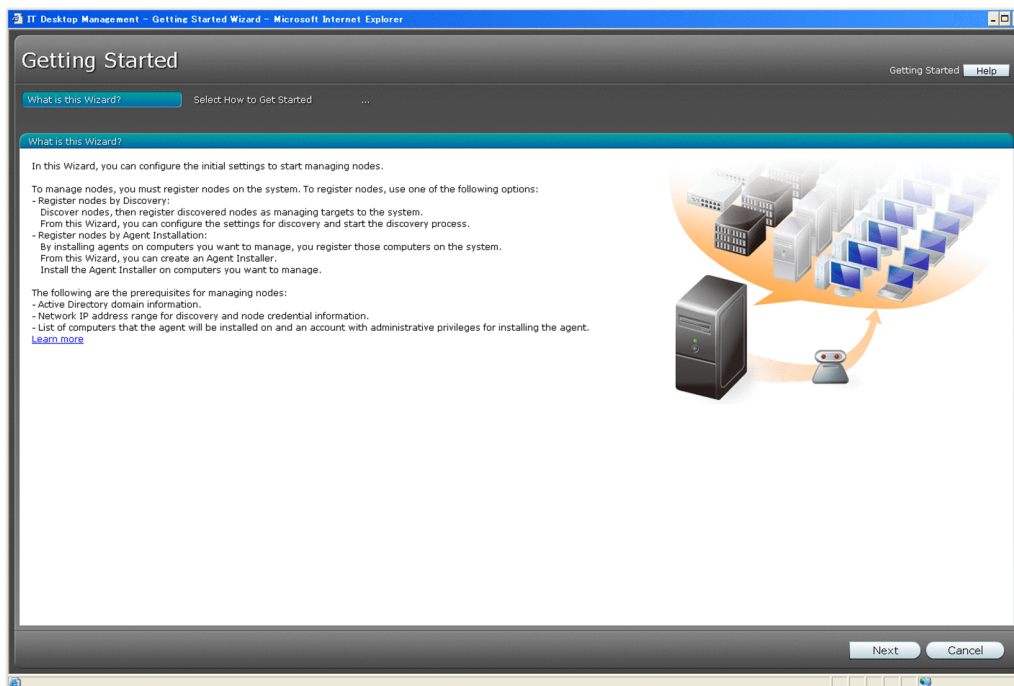 IT Desktop Management - Getting Started Wizard - Microsoft Internet Explorer
Getting Started
Getting Started Help
What is this Wizard? Select How to Get Started ...
What is this Wizard?
In this Wizard, you can configure the initial settings to start managing nodes.
To manage nodes, you must register nodes on the system. To register nodes, use one of the following options:
- Register nodes by Discovery:
Discover nodes, then register discovered nodes as managing targets to the system.
From this Wizard, you can configure the settings for discovery and start the discovery process.
- Register nodes by Agent Installation:
By installing agents on computers you want to manage, you register those computers on the system.
From this Wizard, you can create an Agent Installer.
Install the Agent Installer on computers you want to manage.
The following are the prerequisites for managing nodes:
- Active Directory domain information.
- Network IP address range for discovery and node credential information.
- List of computers that the agent will be installed on and an account with administrative privileges for installing the agent.
Learn more
Next Cancel